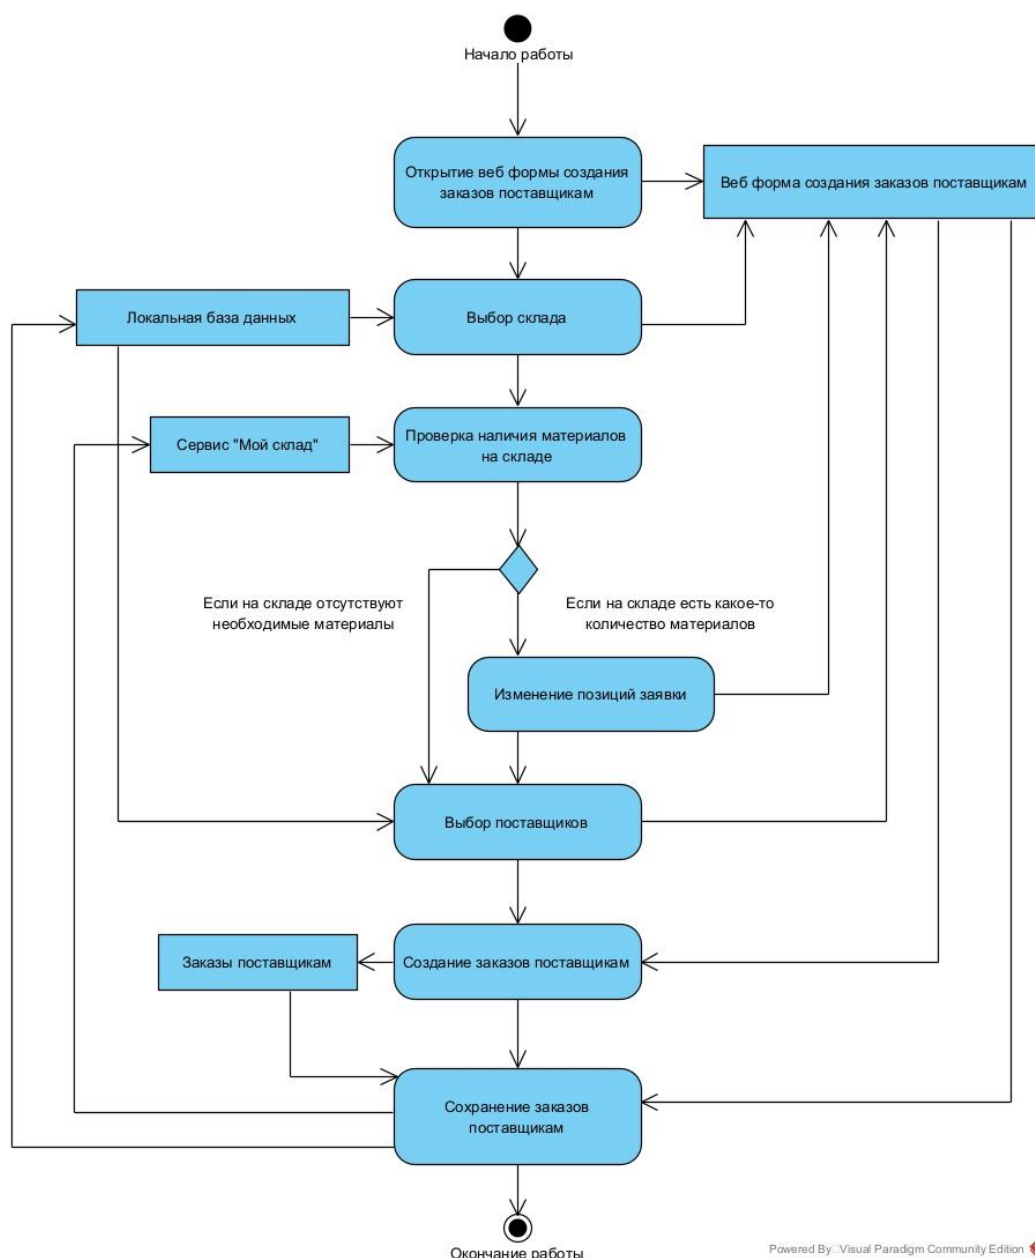 Начало работы
Открытие веб формы создания
заказов поставщикам
Веб форма создания заказов поставщикам
Локальная база данных
Выбор склада
Сервис "Мой склад"
Проверка наличия материалов
на складе
Если на складе отсутствуют
необходимые материалы
Если на складе есть какое-то
количество материалов
Изменение позиций заявки
Выбор поставщиков
Заказы поставщикам
Создание заказов поставщикам
Сохранение заказов
поставщикам
Окончание работы
Powered By Visual Paradigm Community Edition